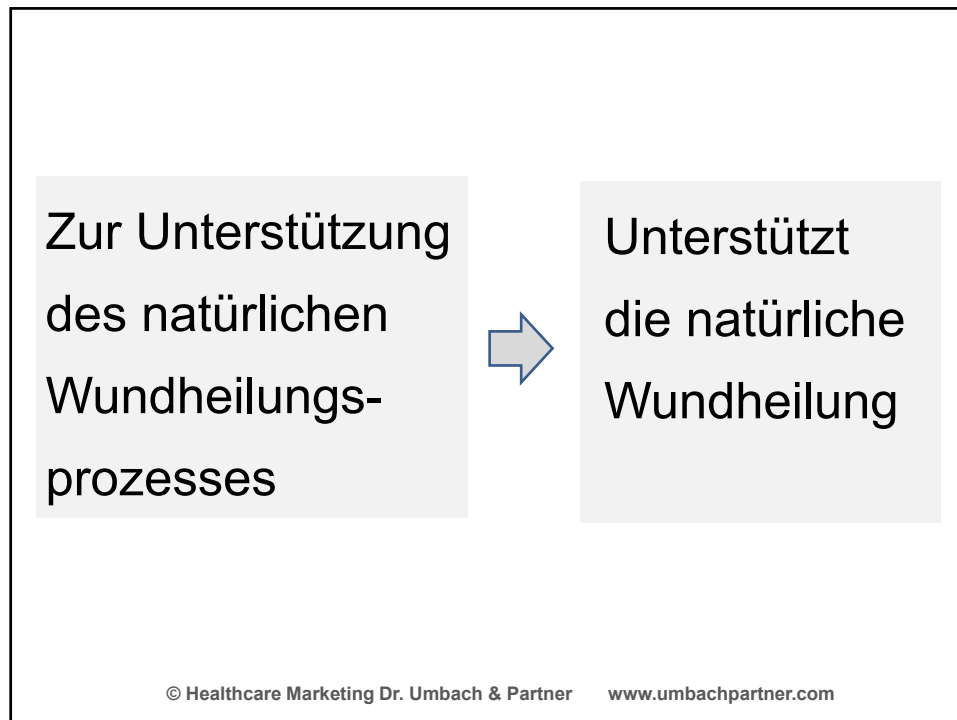 Zur Unterstützung
des natürlichen
Wundheilungs-
prozesses
Unterstützt
die natürliche
Wundheilung
© Healthcare Marketing Dr. Umbach & Partner www.umbachpartner.com